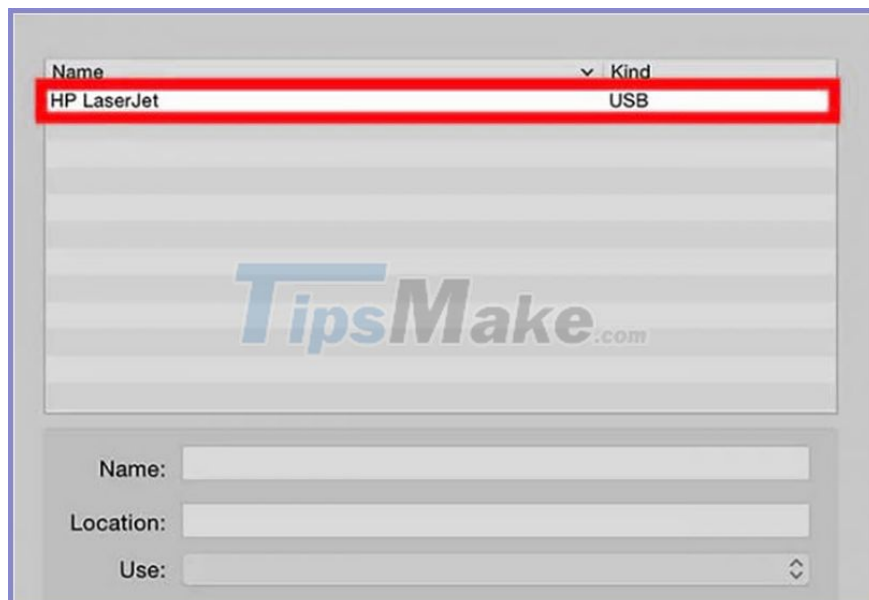 Name Kind
HP LaserJet USB
TipsMake.com
Name:
Location:
Use: